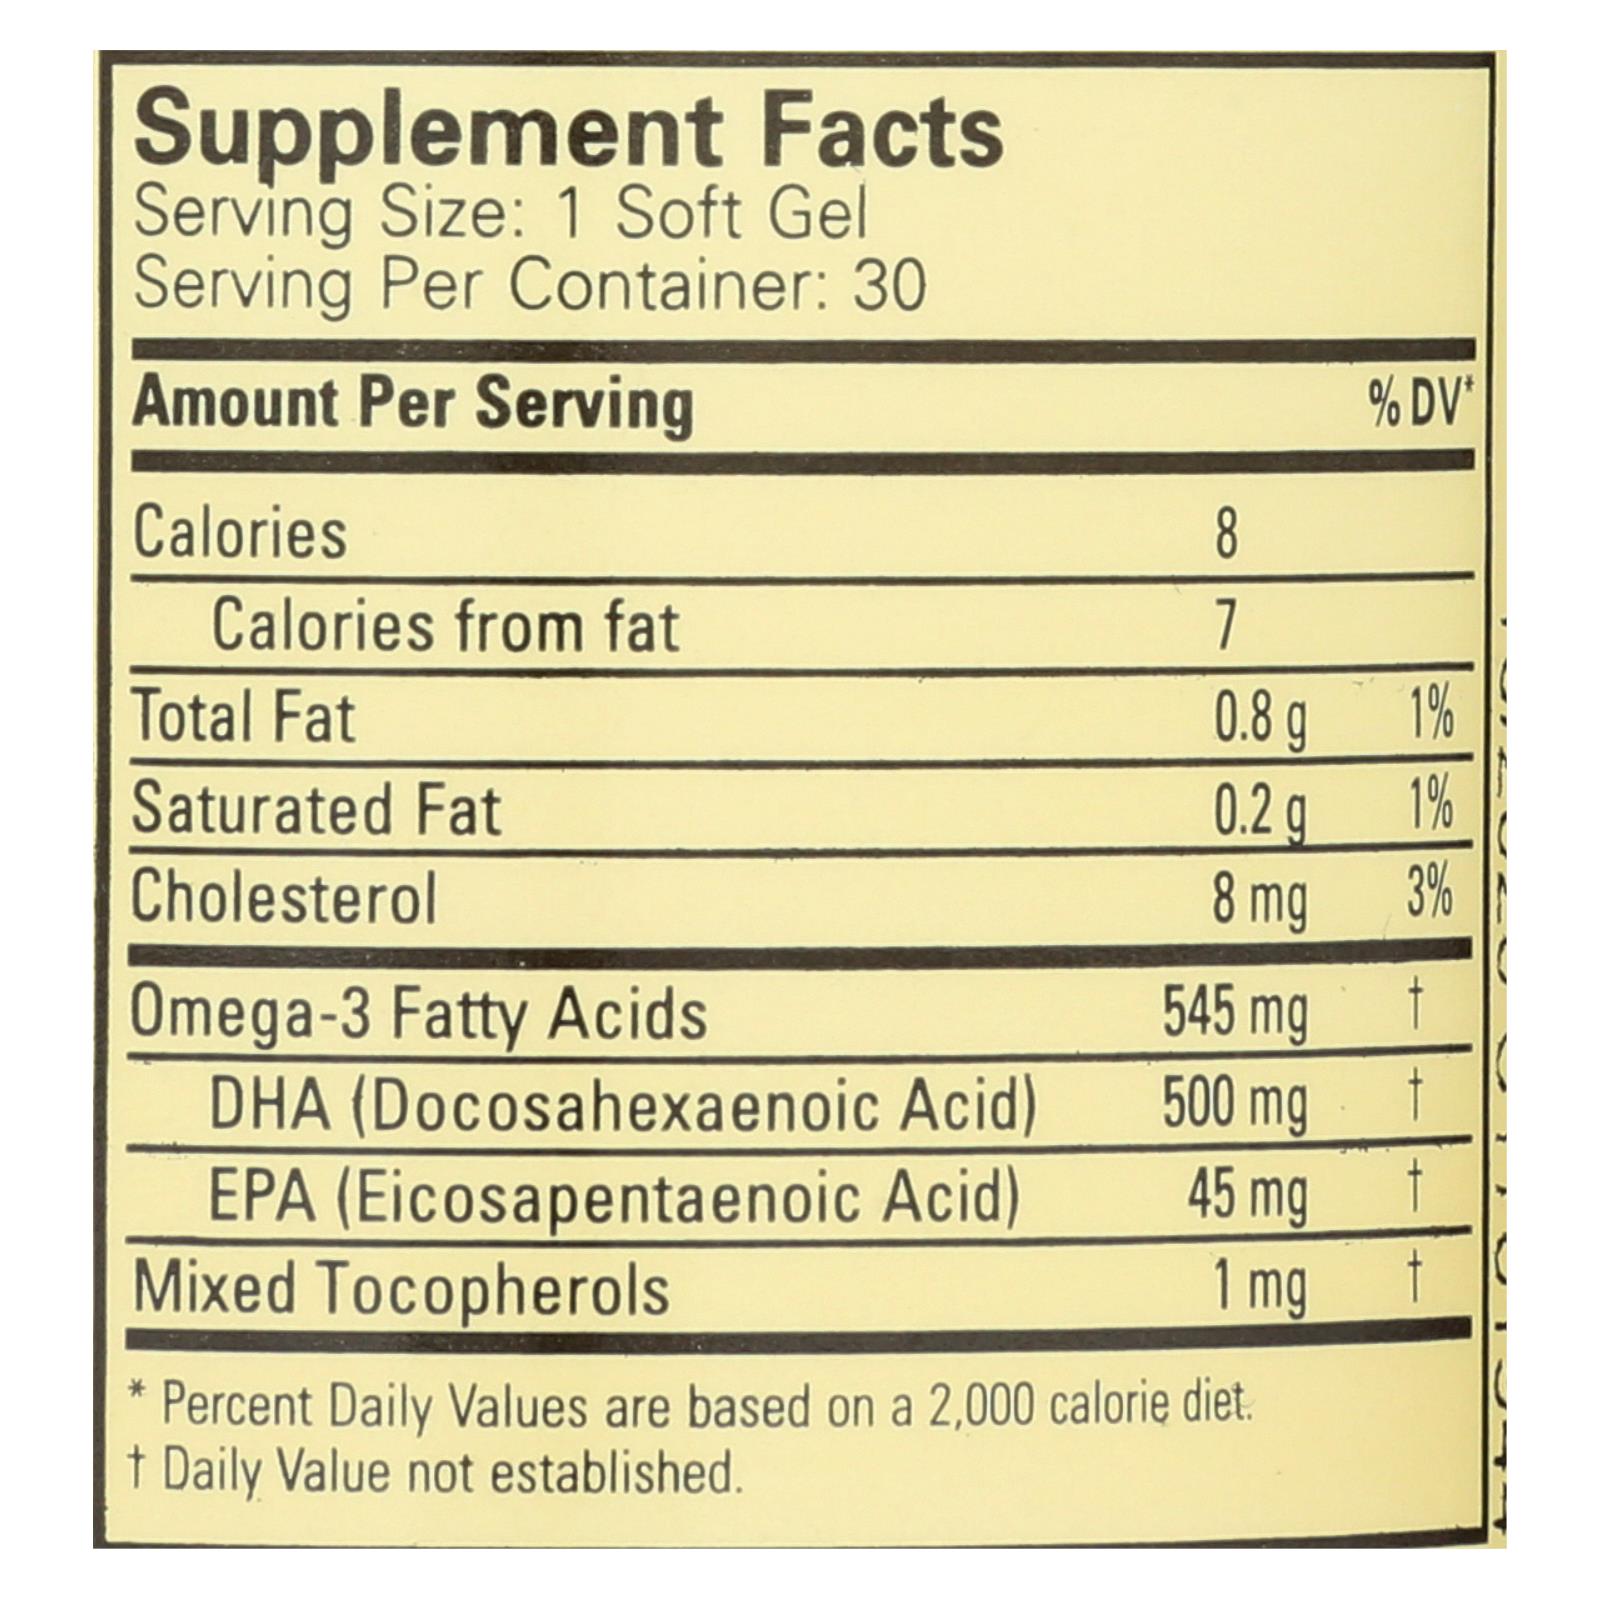 Supplement Facts
Serving Size: 1 Soft Gel
Serving Per Container: 30
Amount Per Serving % DV*
Calories 8
Calories from fat 7
Total Fat 0.8 g 1%
Saturated Fat 0.2 g 1%
Cholesterol 8 mg 3%
Omega-3 Fatty Acids 545 mg †
DHA (Docosahexaenoic Acid) 500 mg †
EPA (Eicosapentaenoic Acid) 45 mg †
Mixed Tocopherols 1 mg †
* Percent Daily Values are based on a 2,000 calorie diet.
† Daily Value not established.